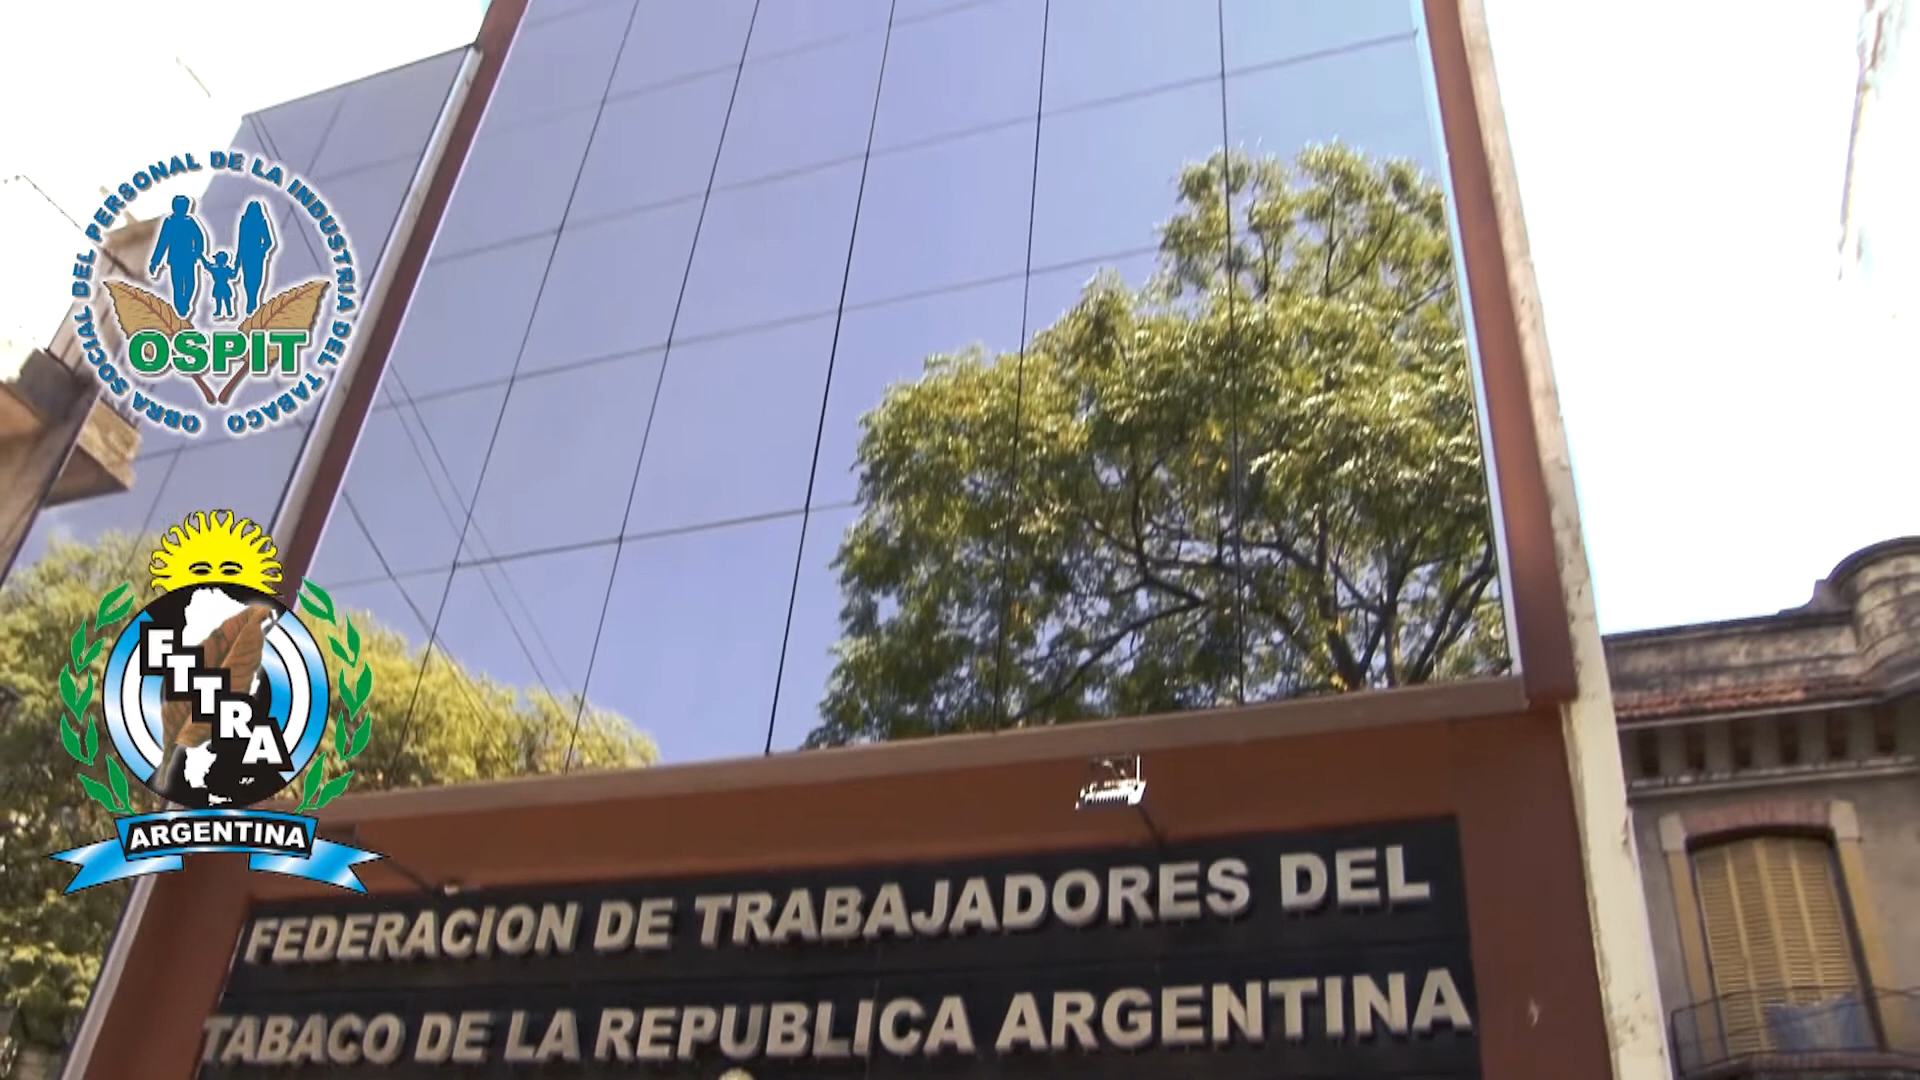 OBRA SOCIAL DEL PERSONAL DE LA INDUSTRIA DEL TABACO
OSPIT
FTTRA
ARGENTINA
FEDERACION DE TRABAJADORES DEL
TABACO DE LA REPUBLICA ARGENTINA